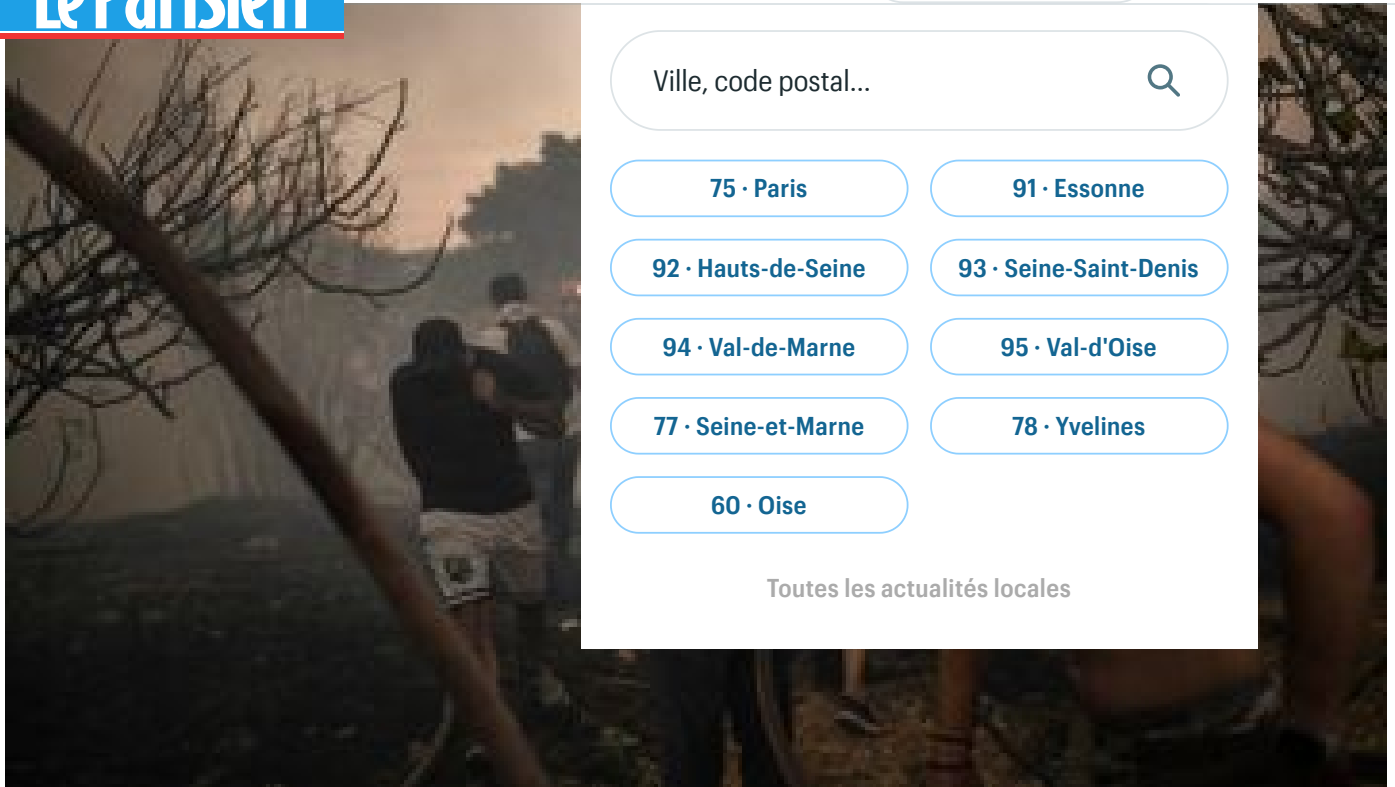 Le Parisien
Ville, code postal...
75 · Paris
91 · Essonne
92 · Hauts-de-Seine
93 · Seine-Saint-Denis
94 · Val-de-Marne
95 · Val-d'Oise
77 · Seine-et-Marne
78 · Yvelines
60 · Oise
Toutes les actualités locales